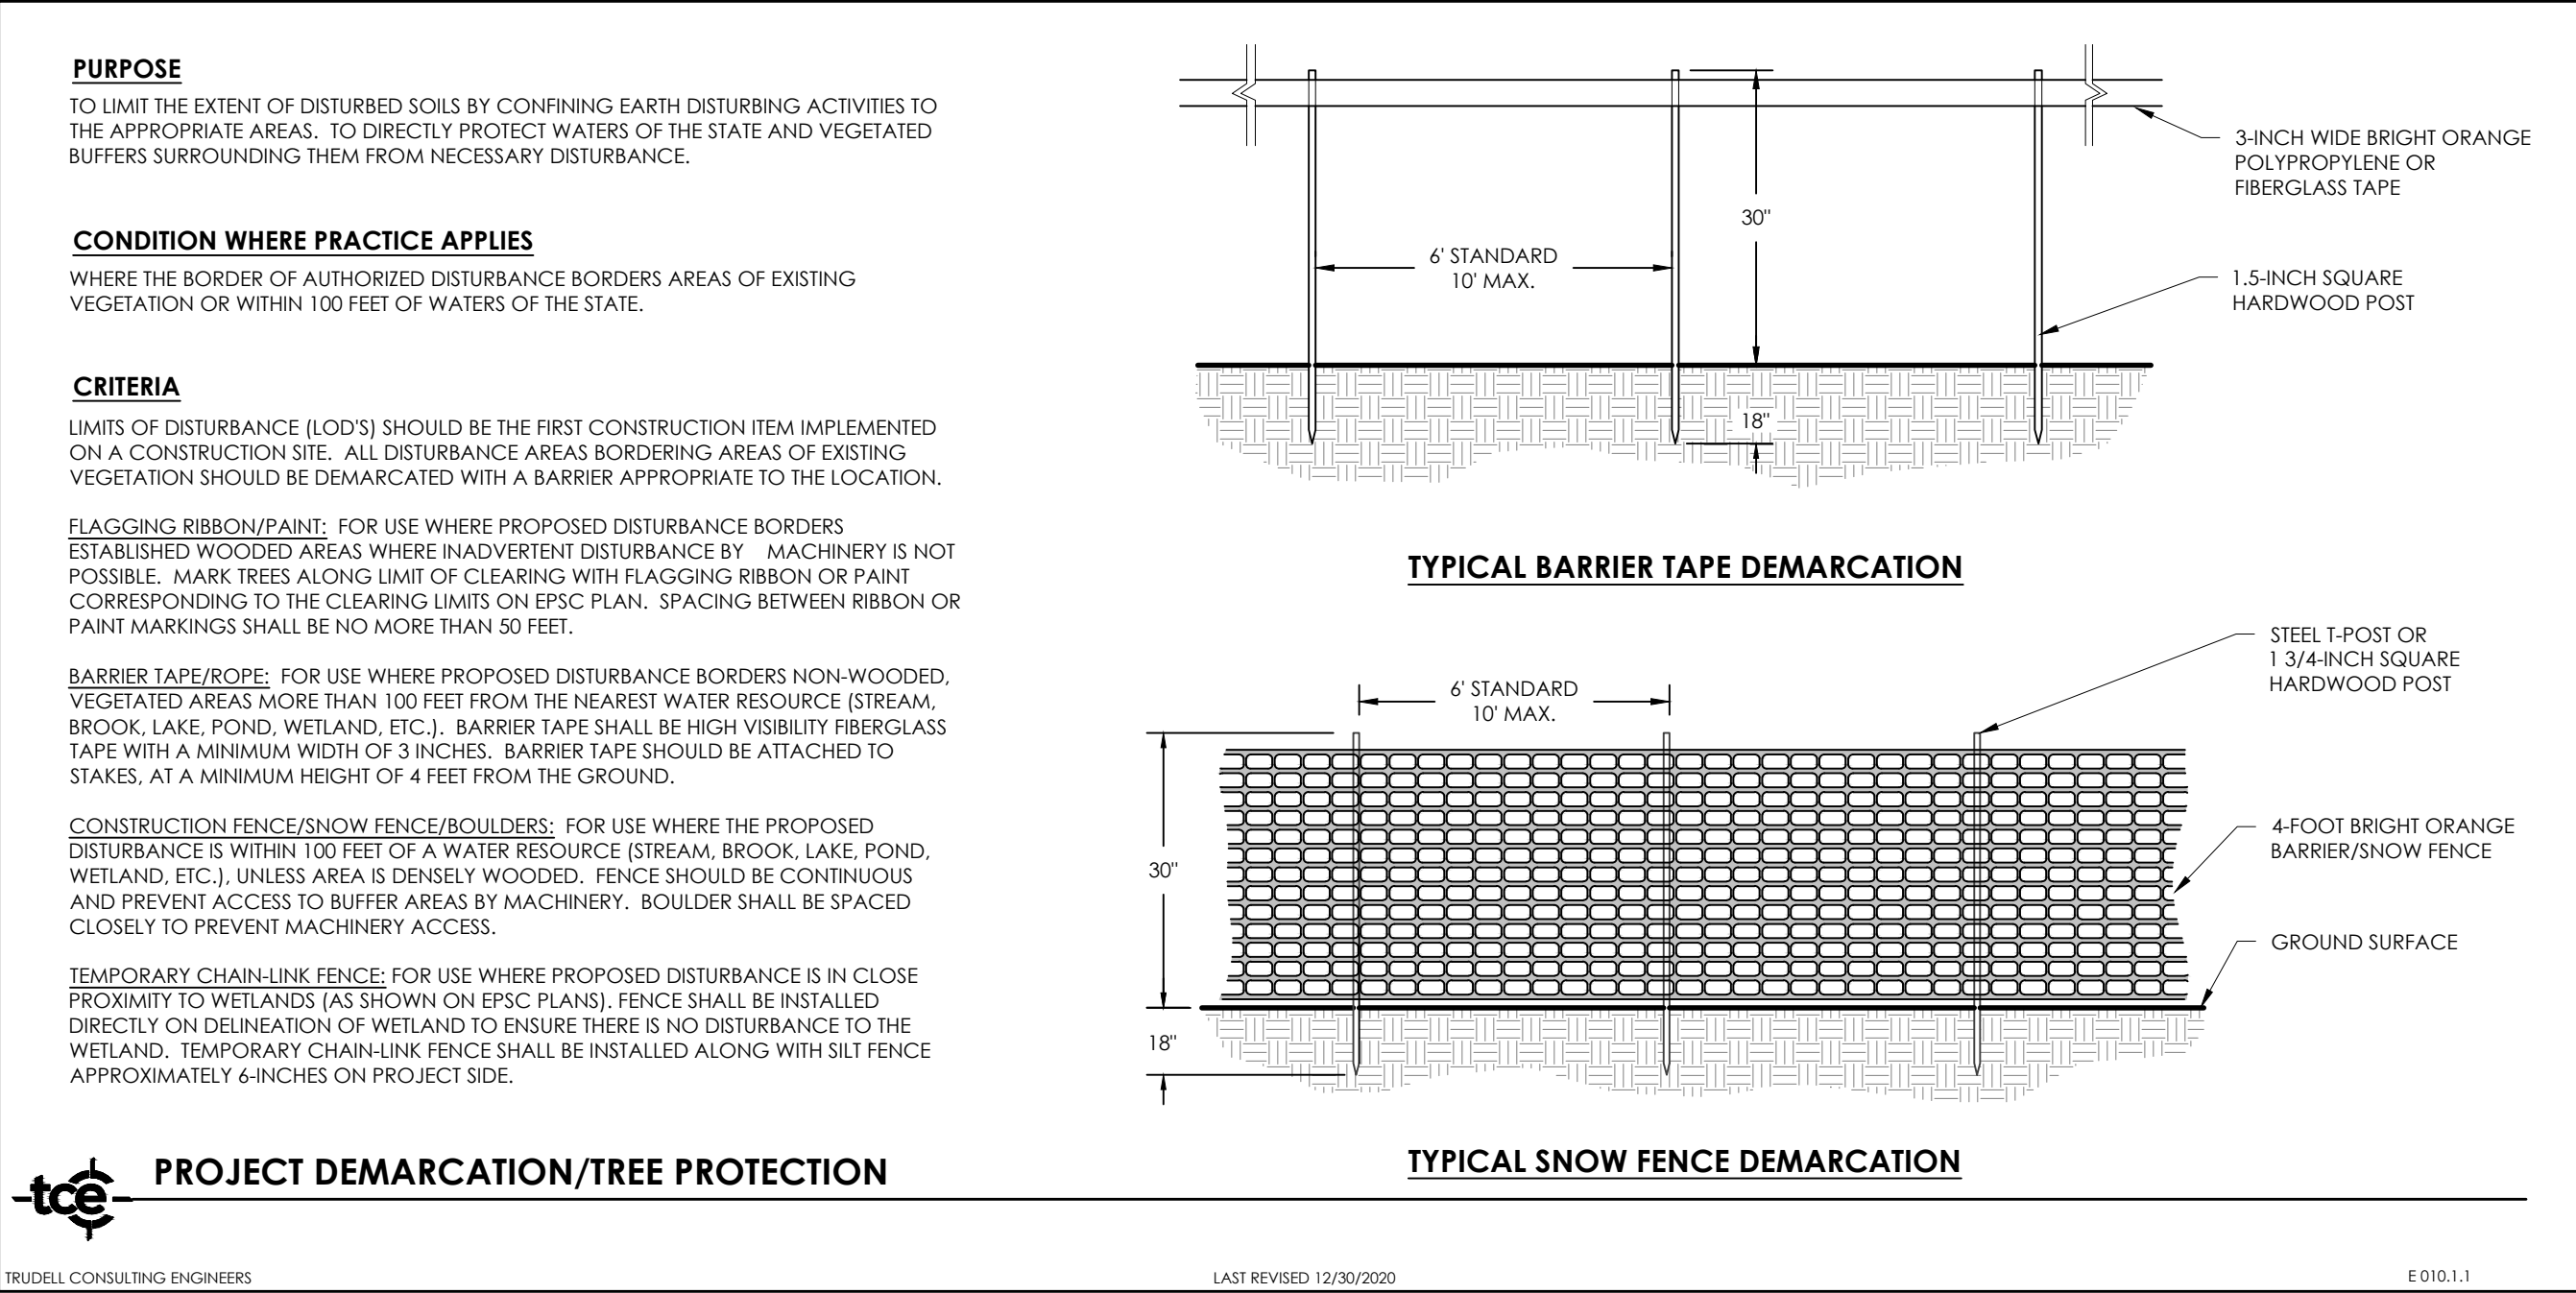 PURPOSE
TO LIMIT THE EXTENT OF DISTURBED SOILS BY CONFINING EARTH DISTURBING ACTIVITIES TO
THE APPROPRIATE AREAS. TO DIRECTLY PROTECT WATERS OF THE STATE AND VEGETATED
BUFFERS SURROUNDING THEM FROM NECESSARY DISTURBANCE.
CONDITION WHERE PRACTICE APPLIES
WHERE THE BORDER OF AUTHORIZED DISTURBANCE BORDERS AREAS OF EXISTING
VEGETATION OR WITHIN 100 FEET OF WATERS OF THE STATE.
CRITERIA
LIMITS OF DISTURBANCE (LOD'S) SHOULD BE THE FIRST CONSTRUCTION ITEM IMPLEMENTED
ON A CONSTRUCTION SITE. ALL DISTURBANCE AREAS BORDERING AREAS OF EXISTING
VEGETATION SHOULD BE DEMARCATED WITH A BARRIER APPROPRIATE TO THE LOCATION.
FLAGGING RIBBON/PAINT: FOR USE WHERE PROPOSED DISTURBANCE BORDERS
ESTABLISHED WOODED AREAS WHERE INADVERTENT DISTURBANCE BY MACHINERY IS NOT
POSSIBLE. MARK TREES ALONG LIMIT OF CLEARING WITH FLAGGING RIBBON OR PAINT
CORRESPONDING TO THE CLEARING LIMITS ON EPSC PLAN. SPACING BETWEEN RIBBON OR
PAINT MARKINGS SHALL BE NO MORE THAN 50 FEET.
BARRIER TAPE/ROPE: FOR USE WHERE PROPOSED DISTURBANCE BORDERS NON-WOODED,
VEGETATED AREAS MORE THAN 100 FEET FROM THE NEAREST WATER RESOURCE (STREAM,
BROOK, LAKE, POND, WETLAND, ETC.). BARRIER TAPE SHALL BE HIGH VISIBILITY FIBERGLASS
TAPE WITH A MINIMUM WIDTH OF 3 INCHES. BARRIER TAPE SHOULD BE ATTACHED TO
STAKES, AT A MINIMUM HEIGHT OF 4 FEET FROM THE GROUND.
CONSTRUCTION FENCE/SNOW FENCE/BOULDERS: FOR USE WHERE THE PROPOSED
DISTURBANCE IS WITHIN 100 FEET OF A WATER RESOURCE (STREAM, BROOK, LAKE, POND,
WETLAND, ETC.), UNLESS AREA IS DENSELY WOODED. FENCE SHOULD BE CONTINUOUS
AND PREVENT ACCESS TO BUFFER AREAS BY MACHINERY. BOULDER SHALL BE SPACED
CLOSELY TO PREVENT MACHINERY ACCESS.
TEMPORARY CHAIN-LINK FENCE: FOR USE WHERE PROPOSED DISTURBANCE IS IN CLOSE
PROXIMITY TO WETLANDS (AS SHOWN ON EPSC PLANS). FENCE SHALL BE INSTALLED
DIRECTLY ON DELINEATION OF WETLAND TO ENSURE THERE IS NO DISTURBANCE TO THE
WETLAND. TEMPORARY CHAIN-LINK FENCE SHALL BE INSTALLED ALONG WITH SILT FENCE
APPROXIMATELY 6-INCHES ON PROJECT SIDE.
3-INCH WIDE BRIGHT ORANGE
POLYPROPYLENE OR
FIBERGLASS TAPE
30"
6' STANDARD
10' MAX.
1.5-INCH SQUARE
HARDWOOD POST
18"
TYPICAL BARRIER TAPE DEMARCATION
STEEL T-POST OR
1 3/4-INCH SQUARE
HARDWOOD POST
6' STANDARD
10' MAX.
30"
4-FOOT BRIGHT ORANGE
BARRIER/SNOW FENCE
GROUND SURFACE
18"
TYPICAL SNOW FENCE DEMARCATION
tce
PROJECT DEMARCATION/TREE PROTECTION
TRUDELL CONSULTING ENGINEERS
LAST REVISED 12/30/2020
E 010.1.1